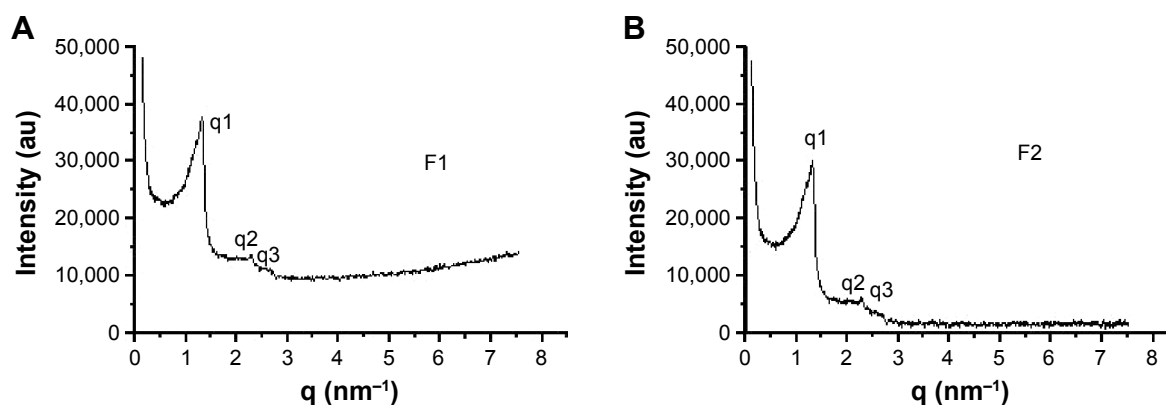 A
50,000
40,000
30,000
20,000
10,000
0
Intensity (au)
q1
q2
q3
F1
0 1 2 3 4 5 6 7 8
q (nm⁻¹)
B
50,000
40,000
30,000
20,000
10,000
0
Intensity (au)
q1
q2
q3
F2
0 1 2 3 4 5 6 7 8
q (nm⁻¹)